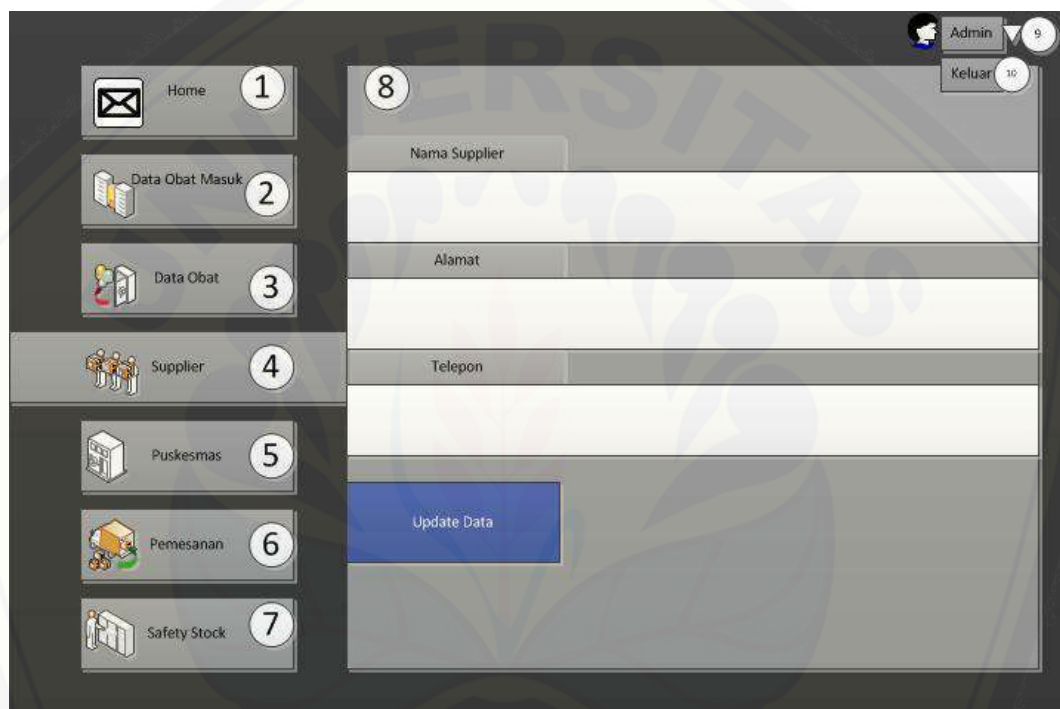 Admin 9
Keluar 10
Home 1
Data Obat Masuk 2
Data Obat 3
Supplier 4
Puskesmas 5
Pemesanan 6
Safety Stock 7
8
Nama Supplier
Alamat
Telepon
Update Data
UNIVERSITAS